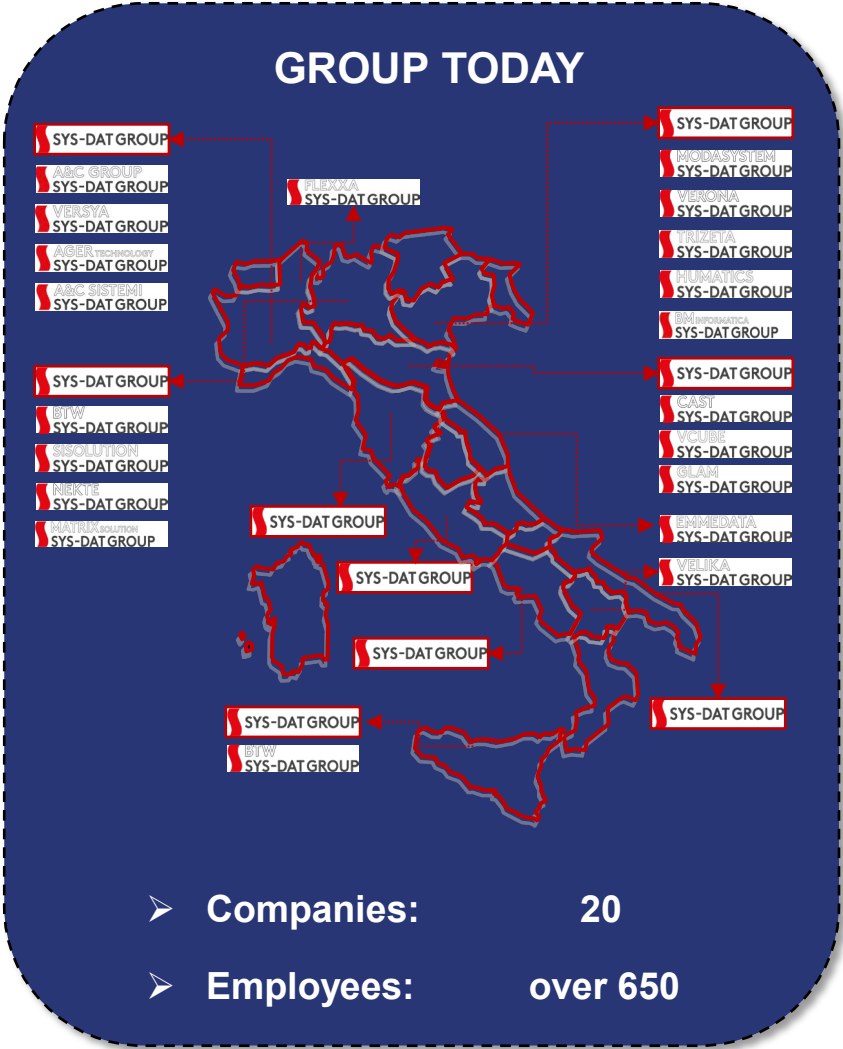 GROUP TODAY
SYS-DAT GROUP
A&C GROUP
SYS-DAT GROUP
VERSYA
SYS-DAT GROUP
AGER TECHNOLOGY
SYS-DAT GROUP
A&C SISTEMI
SYS-DAT GROUP
FLEXXA
SYS-DAT GROUP
SYS-DAT GROUP
MODASYSTEM
SYS-DAT GROUP
VERONA
SYS-DAT GROUP
TRIZETA
SYS-DAT GROUP
HUMATICS
SYS-DAT GROUP
BM INFORMATICA
SYS-DAT GROUP
SYS-DAT GROUP
BTW
SYS-DAT GROUP
SISOLUTION
SYS-DAT GROUP
NEKTE
SYS-DAT GROUP
MATRIX SOLUTION
SYS-DAT GROUP
SYS-DAT GROUP
CAST
SYS-DAT GROUP
VCUBE
SYS-DAT GROUP
GLAM
SYS-DAT GROUP
EMMEDATA
SYS-DAT GROUP
VELIKA
SYS-DAT GROUP
SYS-DAT GROUP
SYS-DAT GROUP
SYS-DAT GROUP
SYS-DAT GROUP
SYS-DAT GROUP
BTW
SYS-DAT GROUP
➢ Companies: 20
➢ Employees: over 650